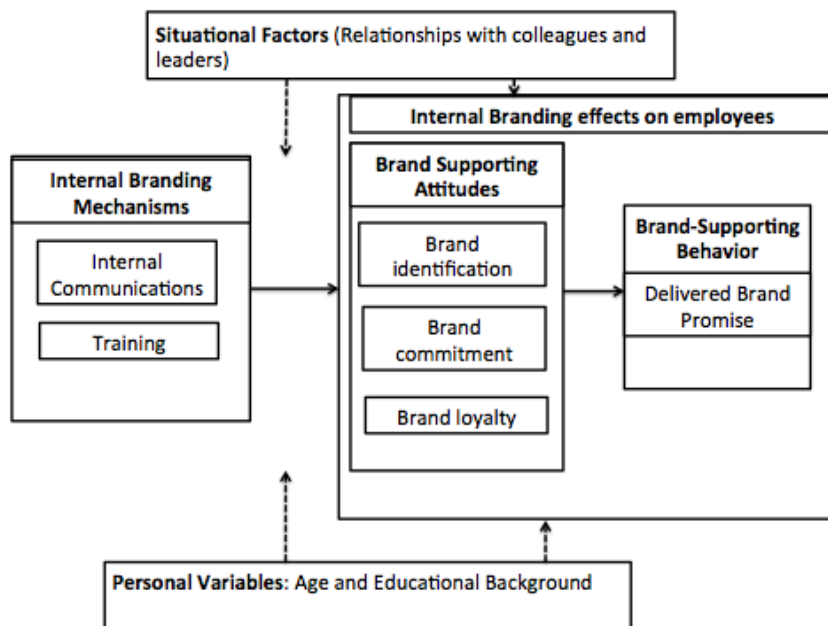 Situational Factors (Relationships with colleagues and
leaders)
Internal Branding effects on employees
Internal Branding
Mechanisms
Internal
Communications
Training
Brand Supporting
Attitudes
Brand
identification
Brand
commitment
Brand loyalty
Brand-Supporting
Behavior
Delivered Brand
Promise
Personal Variables: Age and Educational Background